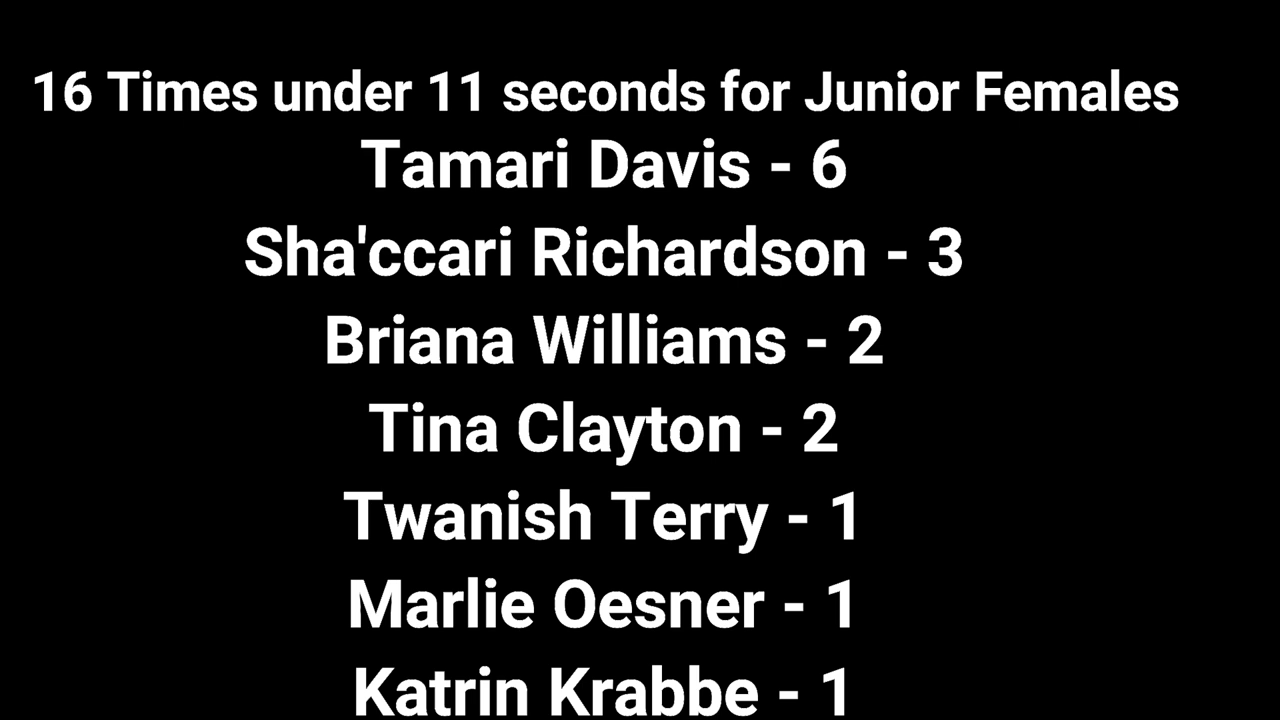 16 Times under 11 seconds for Junior Females
Tamari Davis - 6
Sha'ccari Richardson - 3
Briana Williams - 2
Tina Clayton - 2
Twanish Terry - 1
Marlie Oesner - 1
Katrin Krabbe - 1